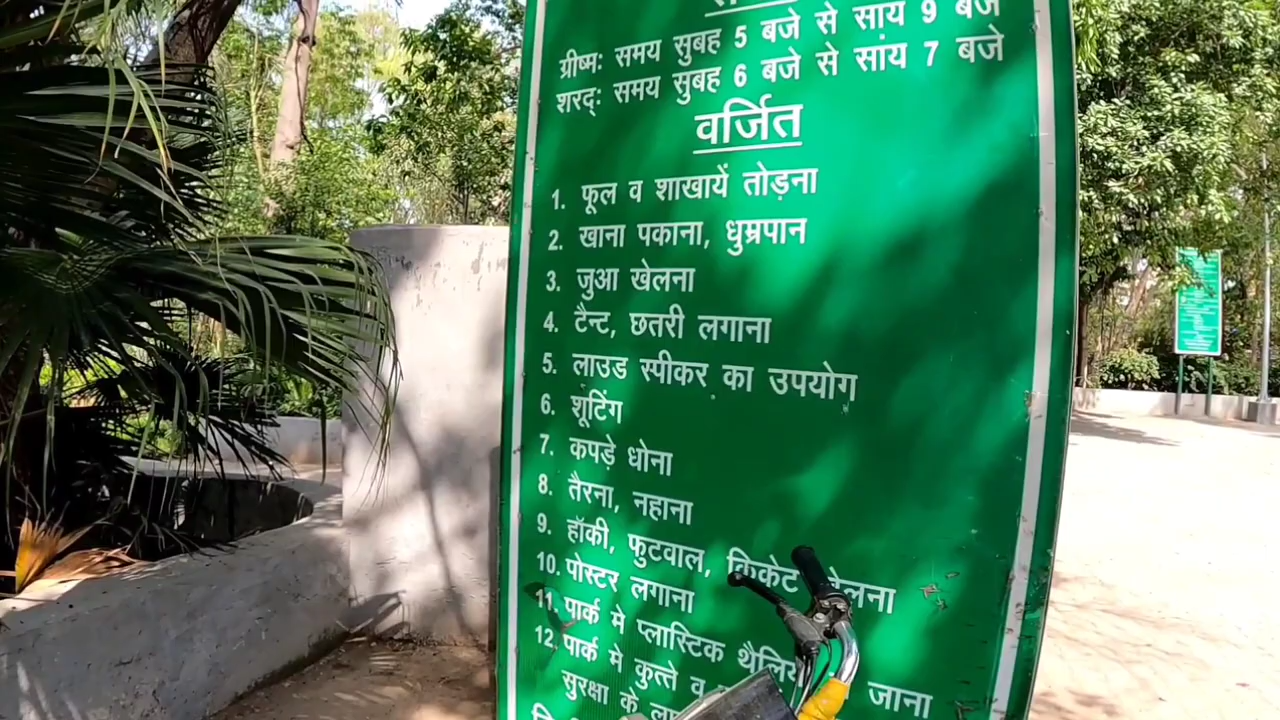 ग्रीष्मः समय सुबह 5 बजे से सांय 9 बजे
शरद्ः समय सुबह 6 बजे से सांय 7 बजे
वर्जित
1. फूल व शाखायें तोड़ना
2. खाना पकाना, धुम्रपान
3. जुआ खेलना
4. टैन्ट, छतरी लगाना
5. लाउड स्पीकर का उपयोग
6. शूटिंग
7. कपड़े धोना
8. तैरना, नहाना
9. हॉकी, फुटवाल, क्रिकेट खेलना
10. पोस्टर लगाना
11. पार्क मे प्लास्टिक
12. पार्क मे कुत्ते व जाना
सुरक्षा के